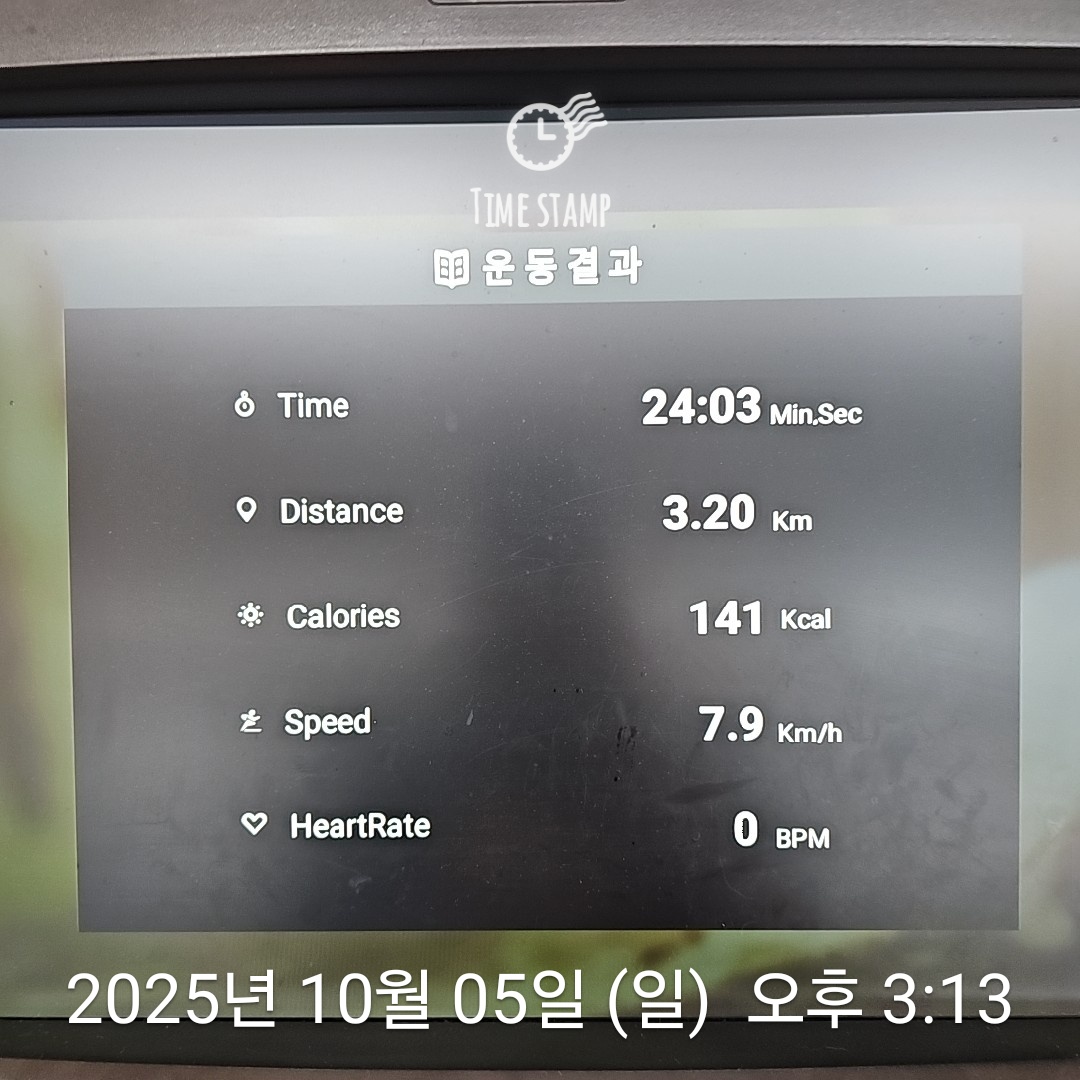 TIME STAMP
운동결과
Time 24:03 Min.Sec
Distance 3.20 Km
Calories 141 Kcal
Speed 7.9 Km/h
HeartRate 0 BPM
2025년 10월 05일 (일) 오후 3:13